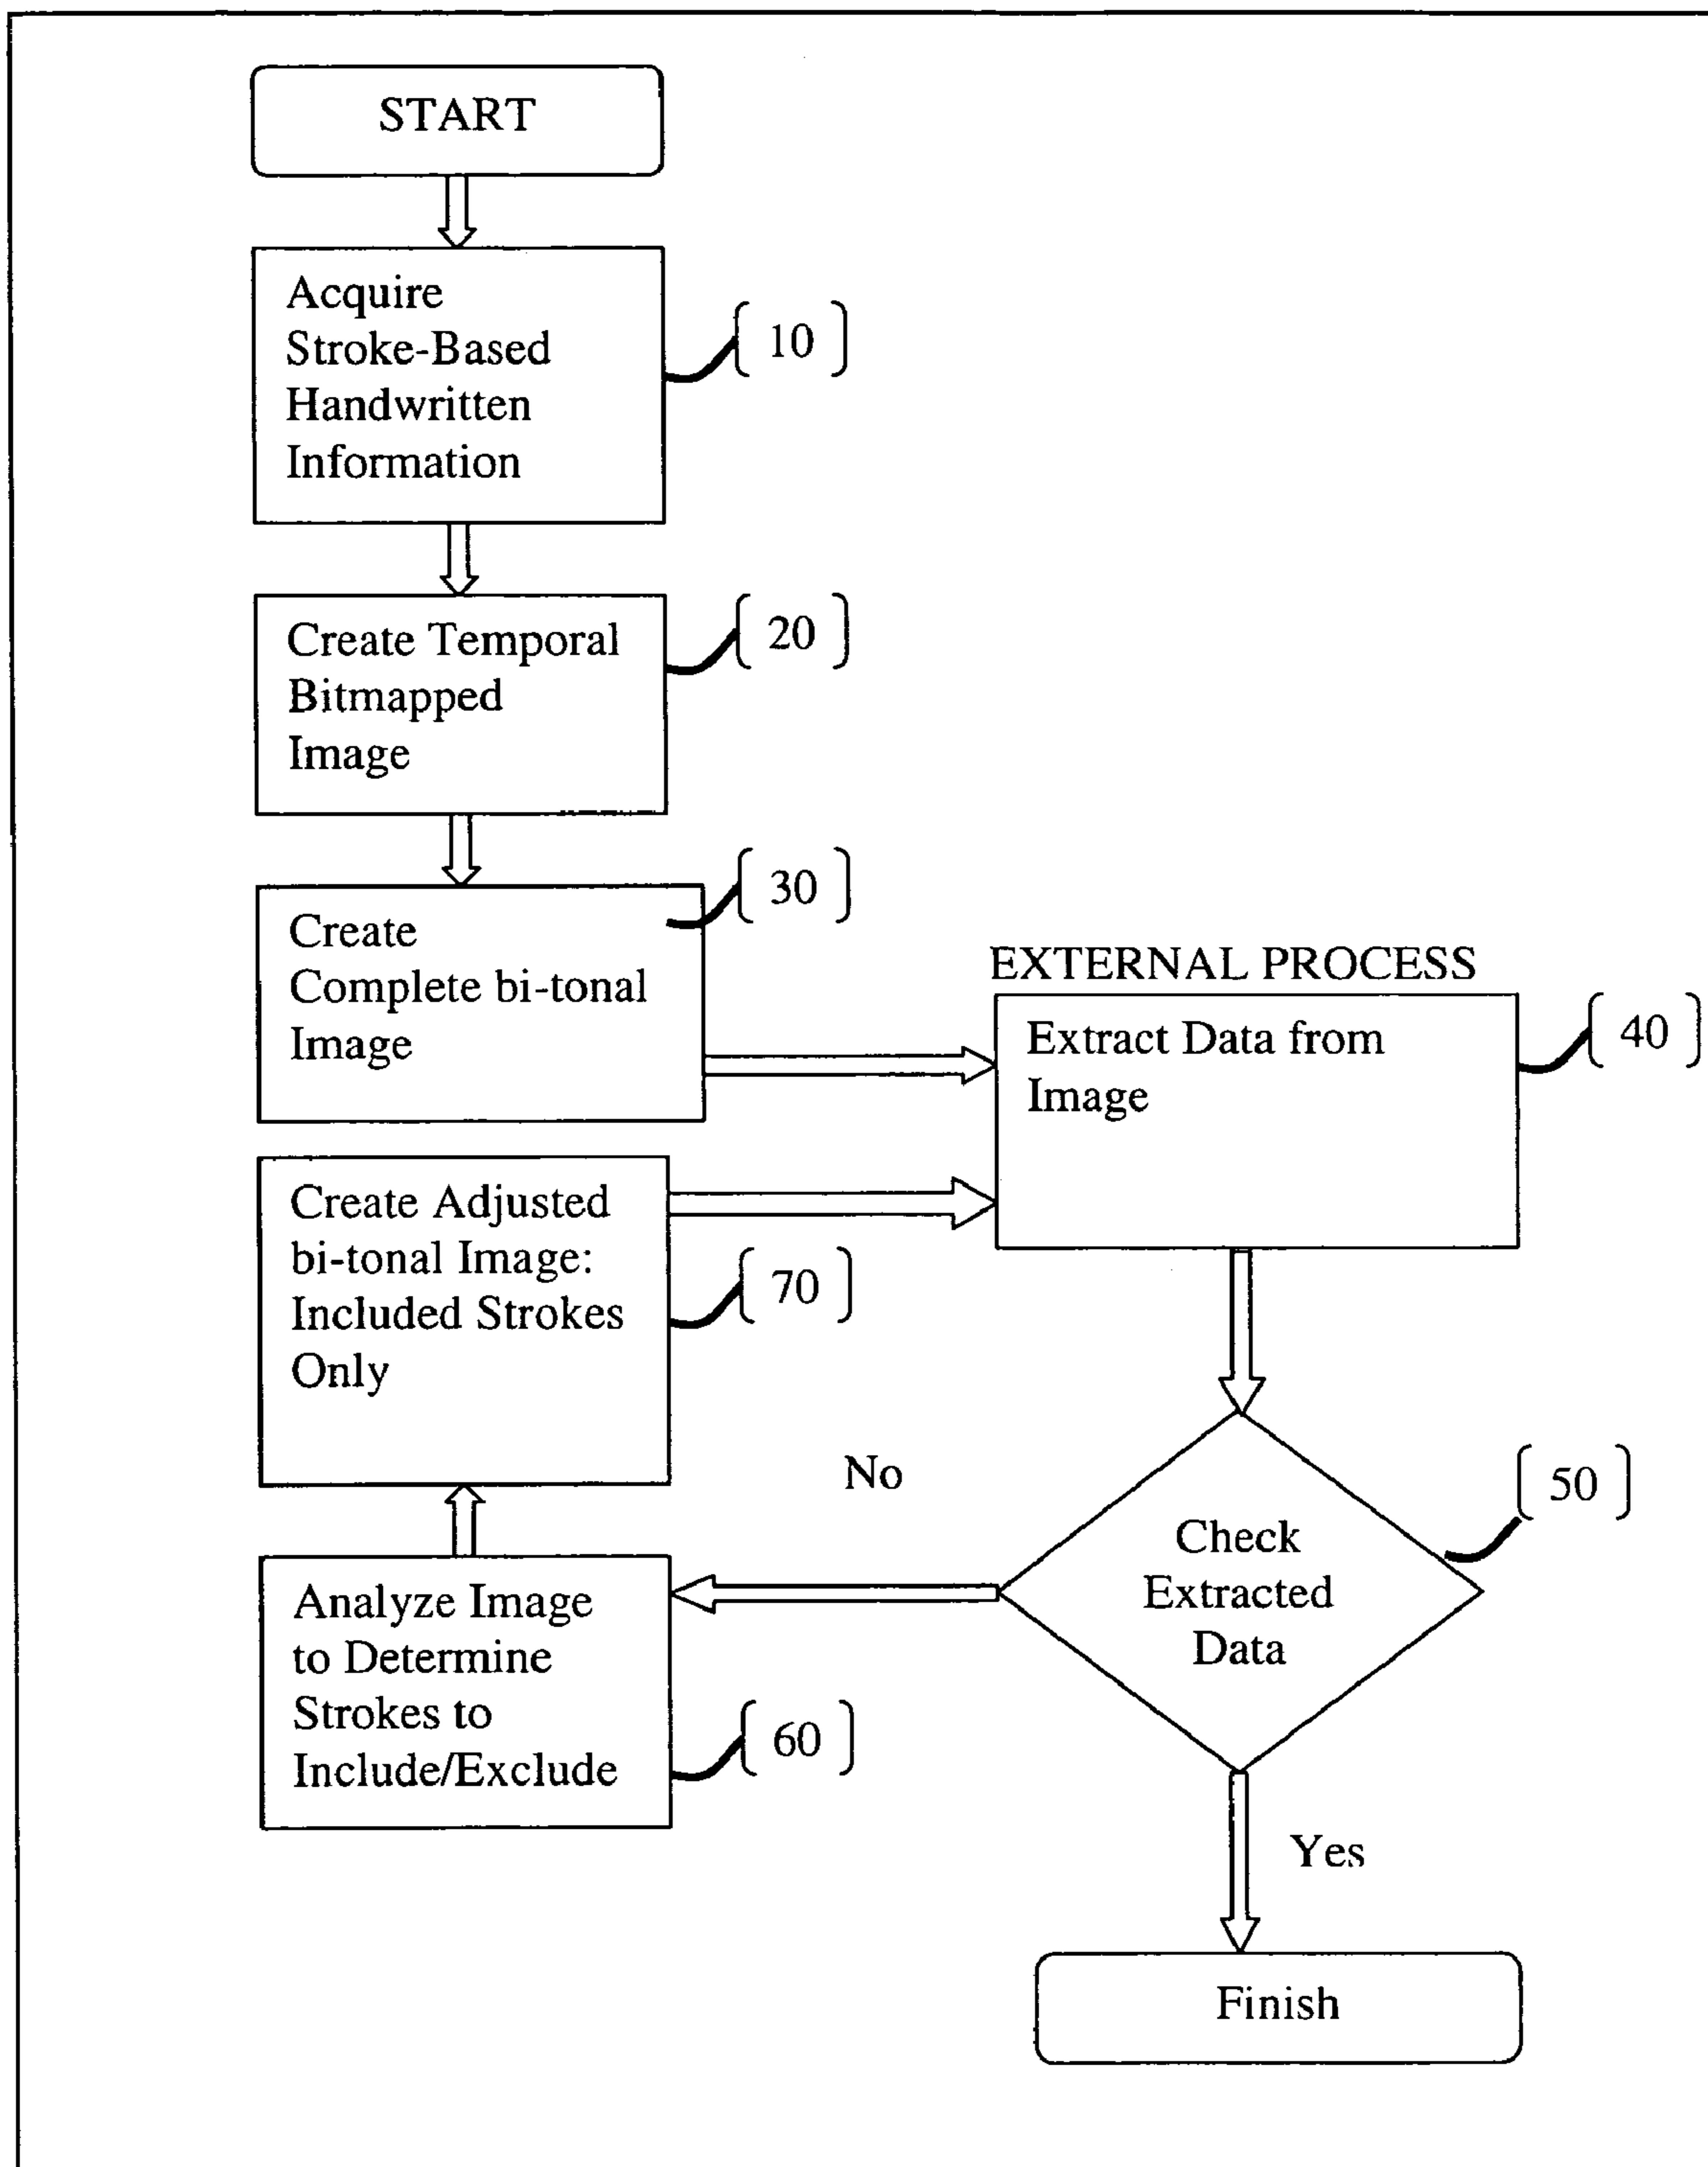 START
Acquire
Stroke-Based
Handwritten
Information
[ 10 ]
Create Temporal
Bitmapped
Image
[ 20 ]
Create
Complete bi-tonal
Image
[ 30 ]
EXTERNAL PROCESS
Extract Data from
Image
[ 40 ]
Create Adjusted
bi-tonal Image:
Included Strokes
Only
[ 70 ]
No
Check
Extracted
Data
[ 50 ]
Analyze Image
to Determine
Strokes to
Include/Exclude
[ 60 ]
Yes
Finish